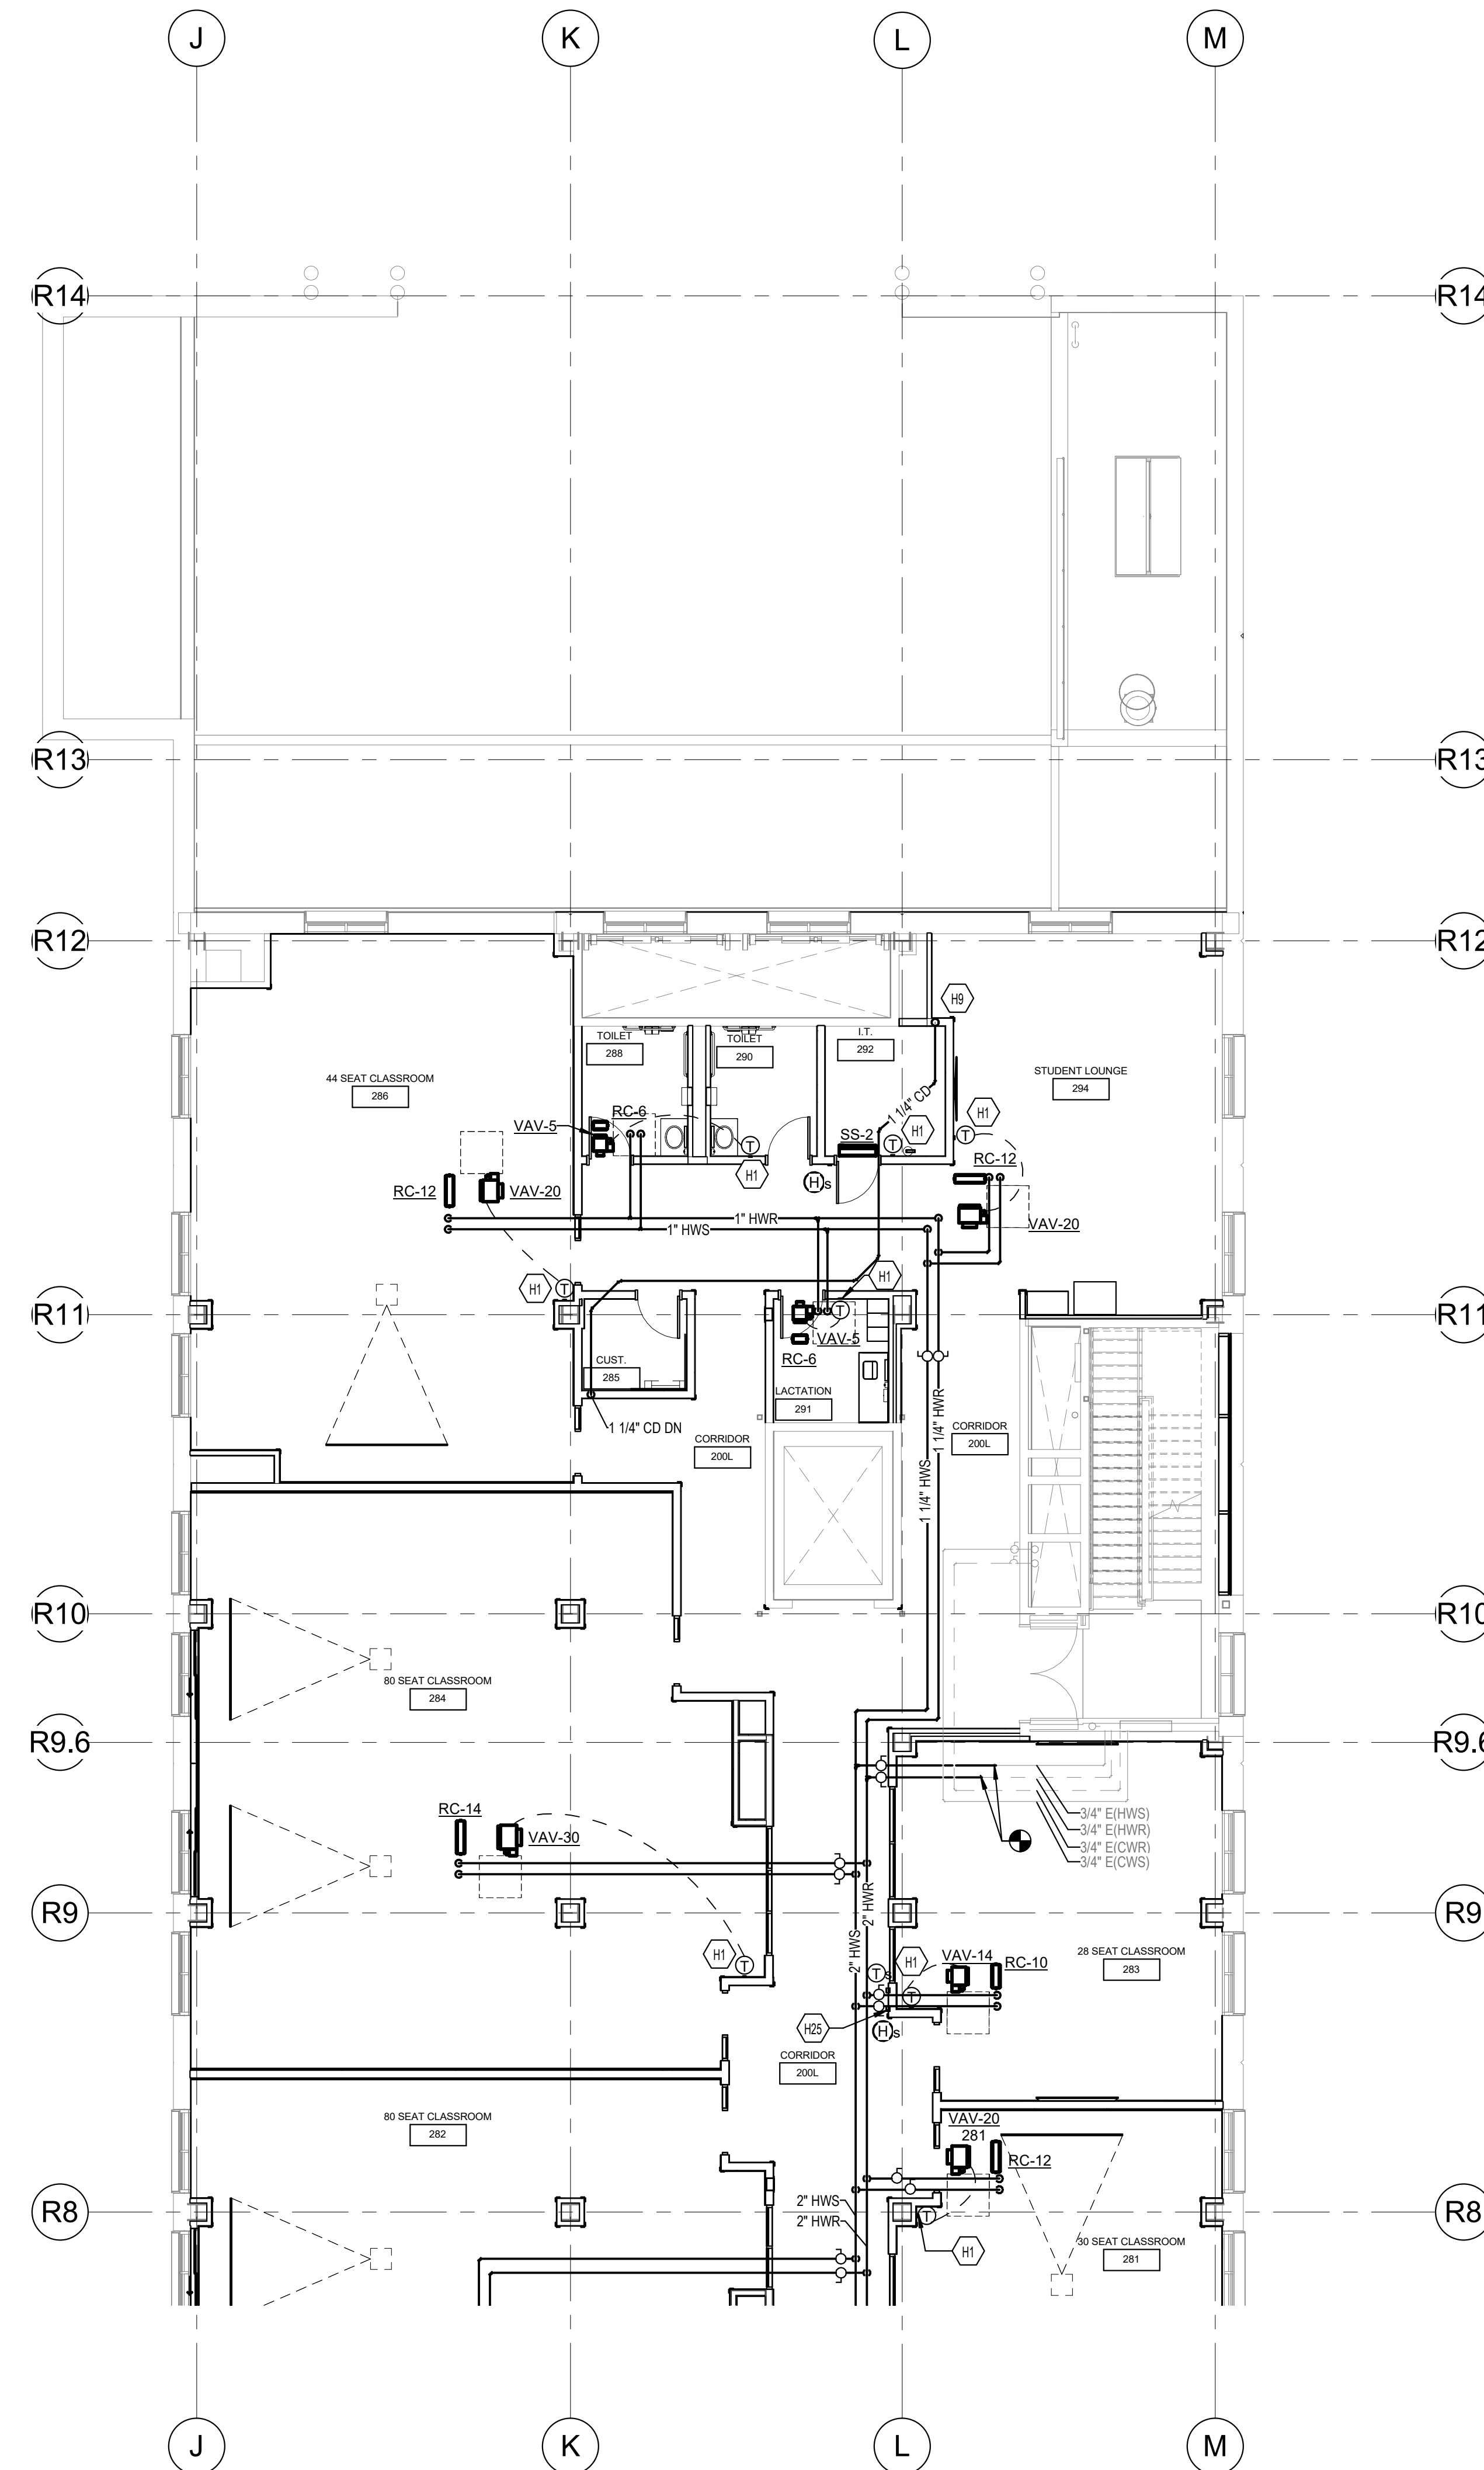 J
K
L
M
R14
R14
R13
R13
R12
R12
H9
TOILET
288
TOILET
290
I.T.
292
STUDENT LOUNGE
294
44 SEAT CLASSROOM
286
1 1/4" CD
RC-6
VAV-5
H1
H1
SS-2
T
T
T
H1
H
S
RC-12
RC-12
VAV-20
VAV-20
1" HWR
1" HWS
H1
T
H1
R11
R11
T
VAV-5
RC-6
CUST.
285
LACTATION
291
1 1/4" CD DN
CORRIDOR
200L
CORRIDOR
200L
1 1/4" HWS
1 1/4" HWR
R10
R10
80 SEAT CLASSROOM
284
R9.6
R9.6
3/4" E(HWS)
3/4" E(HWR)
3/4" E(CWR)
3/4" E(CWS)
RC-14
VAV-30
2" HWS
2" HWR
R9
R9
H1
T
T
S
H1
VAV-14
RC-10
28 SEAT CLASSROOM
283
T
H25
H
S
CORRIDOR
200L
80 SEAT CLASSROOM
282
VAV-20
281
RC-12
2" HWS
2" HWR
R8
R8
T
H1
30 SEAT CLASSROOM
281
J
K
L
M